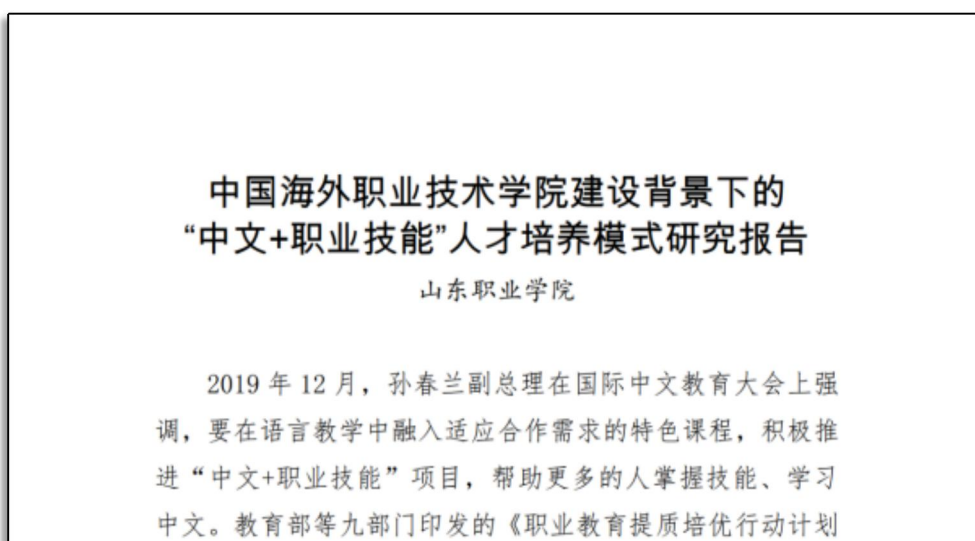 中国海外职业技术学院建设背景下的
“中文+职业技能”人才培养模式研究报告
山东职业学院
2019 年 12 月，孙春兰副总理在国际中文教育大会上强
调，要在语言教学中融入适应合作需求的特色课程，积极推
进“中文+职业技能”项目，帮助更多的人掌握技能、学习
中文。教育部等九部门印发的《职业教育提质培优行动计划